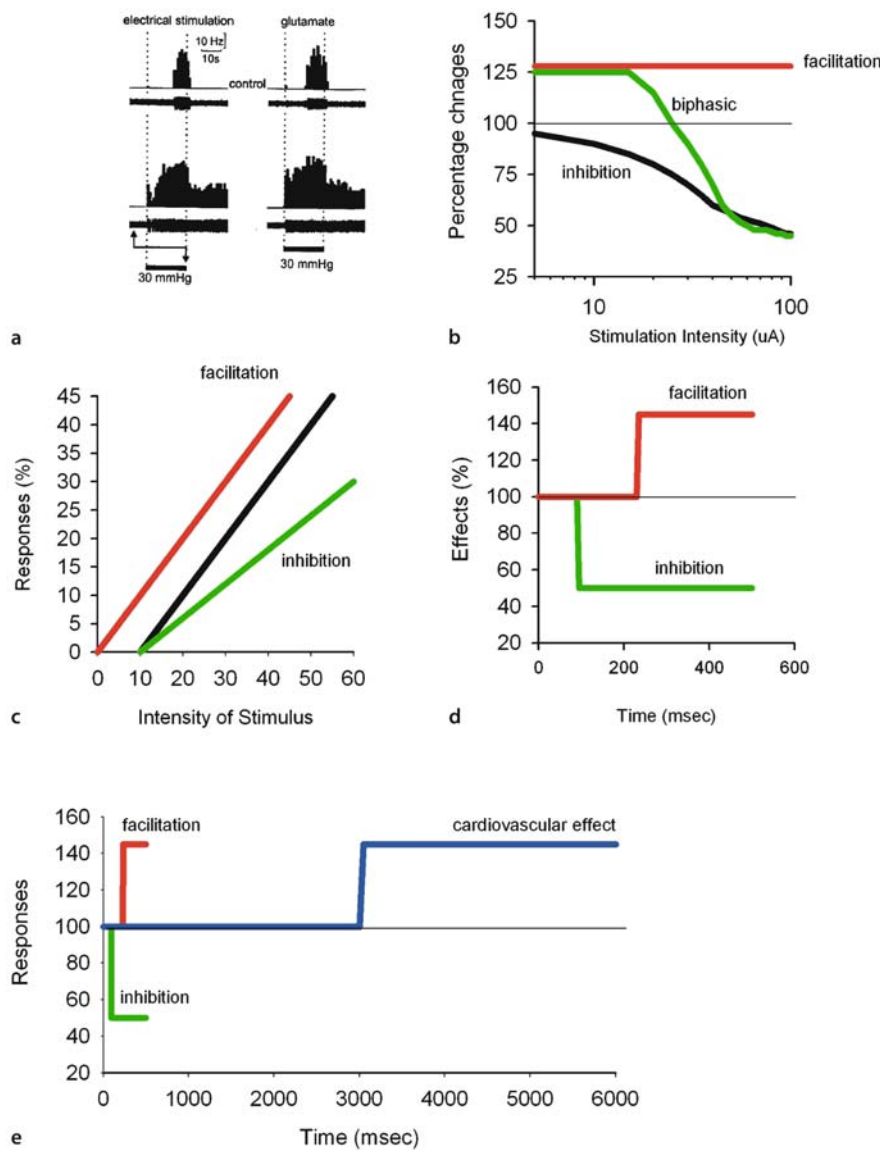 electrical stimulation
glutamate
10 Hz
10s
control
30 mmHg
30 mmHg
a
Percentage chnages
125
100
75
50
25
facilitation
biphasic
inhibition
10
100
Stimulation Intensity (uA)
b
Responses (%)
45
40
35
30
25
20
15
10
5
0
facilitation
inhibition
0 10 20 30 40 50 60
Intensity of Stimulus
c
Effects (%)
160
140
120
100
80
60
40
20
facilitation
inhibition
0 200 400 600
Time (msec)
d
Responses
160
140
120
100
80
60
40
20
facilitation
cardiovascular effect
inhibition
0 1000 2000 3000 4000 5000 6000
Time (msec)
e